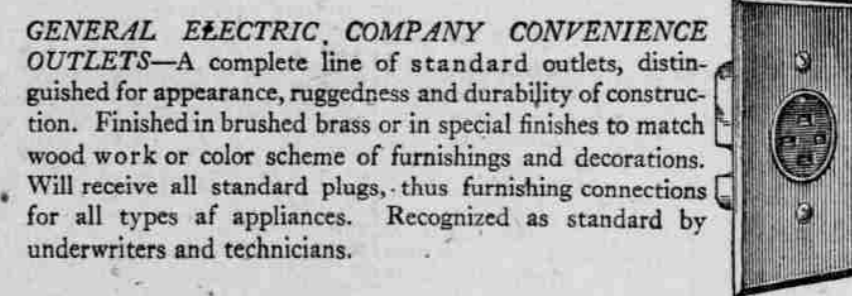 GENERAL ELECTRIC COMPANY CONVENIENCE
OUTLETS—A complete line of standard outlets, distin-
guished for appearance, ruggedness and durability of construc-
tion. Finished in brushed brass or in special finishes to match
wood work or color scheme of furnishings and decorations.
Will receive all standard plugs, thus furnishing connections
for all types af appliances. Recognized as standard by
underwriters and technicians.